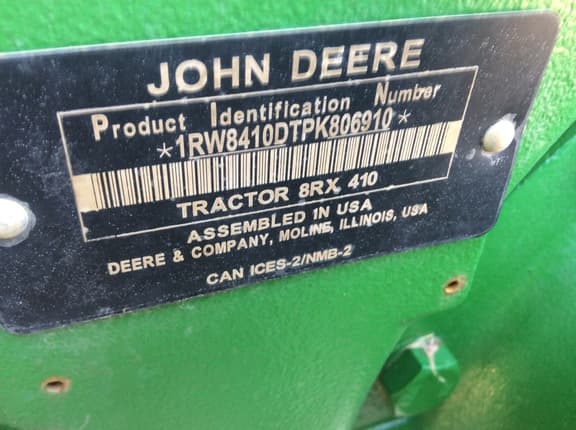 JOHN DEERE
Product Identification Number
*1RW8410DTPK806910*
TRACTOR 8RX 410
ASSEMBLED IN USA
DEERE & COMPANY, MOLINE, ILLINOIS, USA
CAN ICES-2/NMB-2